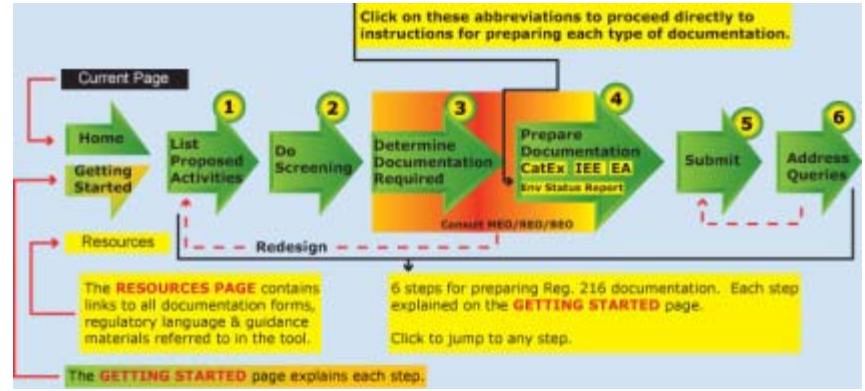 Click on these abbreviations to proceed directly to
instructions for preparing each type of documentation.
Current Page
1
2
3
4
5
6
Home
Getting
Started
List
Proposed
Activities
Do
Screening
Determine
Documentation
Required
Prepare
Documentation
CatEx IEE EA
Env Status Report
Submit
Address
Queries
Consult MEO/REO/BEO
Redesign
Resources
The RESOURCES PAGE contains
links to all documentation forms,
regulatory language & guidance
materials referred to in the tool.
6 steps for preparing Reg. 216 documentation. Each step
explained on the GETTING STARTED page.
Click to jump to any step.
The GETTING STARTED page explains each step.